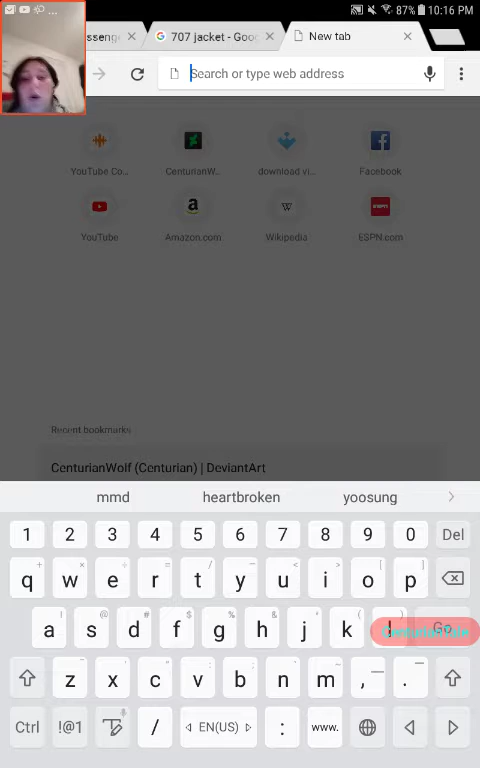 87% 10:16 PM
ssenge
707 jacket - Goo
New tab
Search or type web address
YouTube Co...
CenturianW...
download vi...
Facebook
YouTube
Amazon.com
Wikipedia
ESPN.com
Recent bookmarks
CenturianWolf (Centurian) | DeviantArt
mmd heartbroken yoosung
1 2 3 4 5 6 7 8 9 0 Del
q w e r t y u i o p
a s d f g h j k l Go
CenturianTale
z x c v b n m , .
Ctrl !@1 / EN(US) : www.